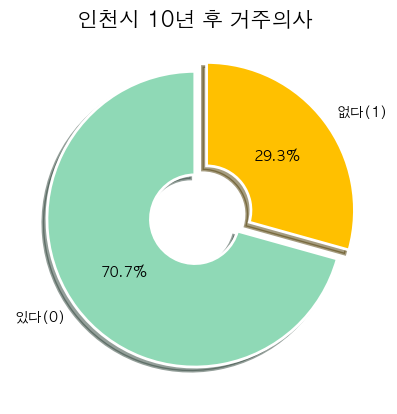 인천시 10년 후 거주의사
없다(1)
29.3%
70.7%
있다(0)